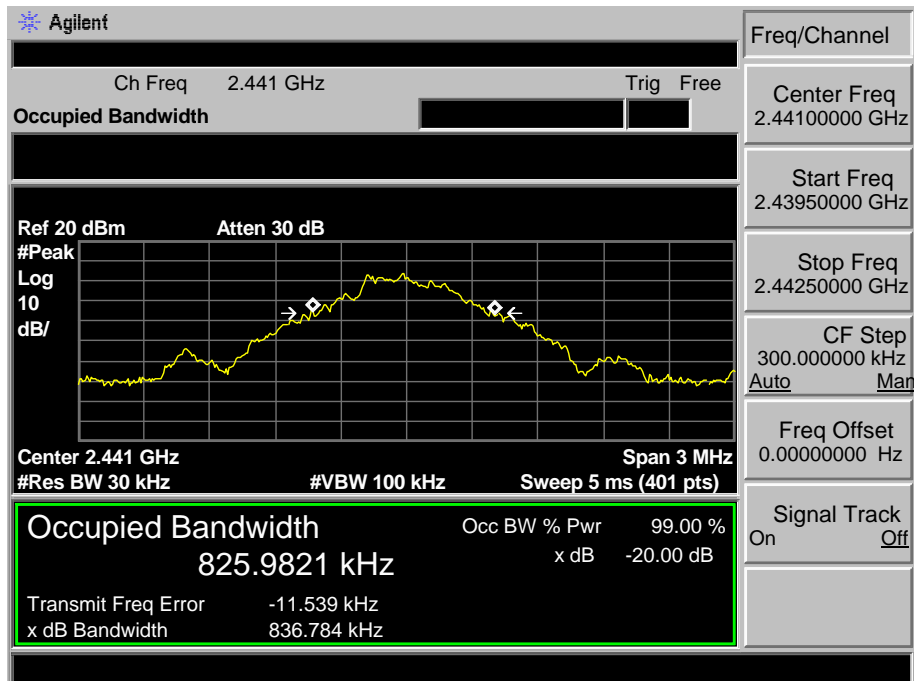 Agilent
Ch Freq 2.441 GHz Trig Free
Occupied Bandwidth
Ref 20 dBm Atten 30 dB
#Peak
Log
10
dB/
Center 2.441 GHz Span 3 MHz
#Res BW 30 kHz #VBW 100 kHz Sweep 5 ms (401 pts)
Occupied Bandwidth Occ BW % Pwr 99.00 %
825.9821 kHz x dB -20.00 dB
Transmit Freq Error -11.539 kHz
x dB Bandwidth 836.784 kHz
Freq/Channel
Center Freq
2.44100000 GHz
Start Freq
2.43950000 GHz
Stop Freq
2.44250000 GHz
CF Step
300.000000 kHz
Auto Man
Freq Offset
0.00000000 Hz
Signal Track
On Off